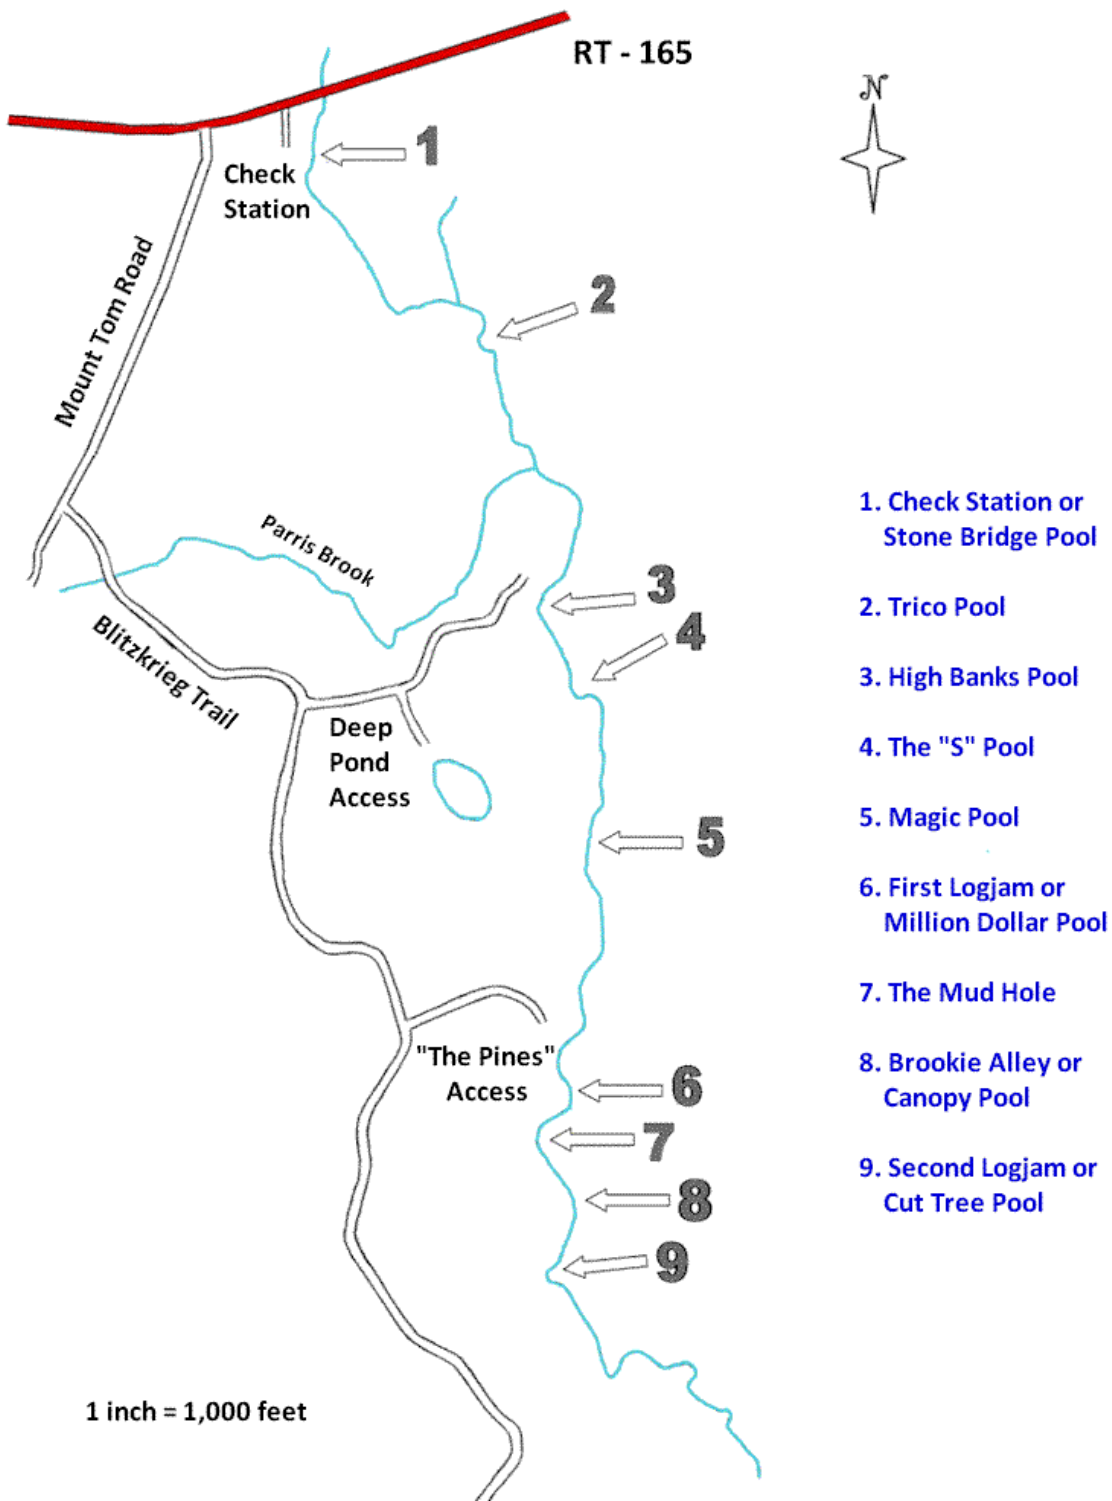 RT - 165
N
1
Check
Station
Mount Tom Road
2
Parris Brook
3
4
Blitzkrieg Trail
Deep
Pond
Access
5
"The Pines"
Access
6
7
8
9
1 inch = 1,000 feet
1. Check Station or
Stone Bridge Pool
2. Trico Pool
3. High Banks Pool
4. The "S" Pool
5. Magic Pool
6. First Logjam or
Million Dollar Pool
7. The Mud Hole
8. Brookie Alley or
Canopy Pool
9. Second Logjam or
Cut Tree Pool